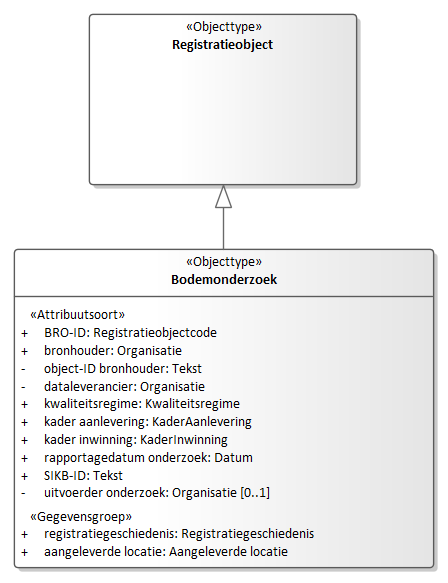 «Objecttype»
Registratieobject
«Objecttype»
Bodemonderzoek
«Attribuutsoort»
+ BRO-ID: Registratieobjectcode
+ bronhouder: Organisatie
- object-ID bronhouder: Tekst
- dataleverancier: Organisatie
+ kwaliteitsregime: Kwaliteitsregime
+ kader aanlevering: KaderAanlevering
+ kader inwinning: KaderInwinning
+ rapportagedatum onderzoek: Datum
+ SIKB-ID: Tekst
- uitvoerder onderzoek: Organisatie [0..1]
«Gegevensgroep»
+ registratiegeschiedenis: Registratiegeschiedenis
+ aangeleverde locatie: Aangeleverde locatie